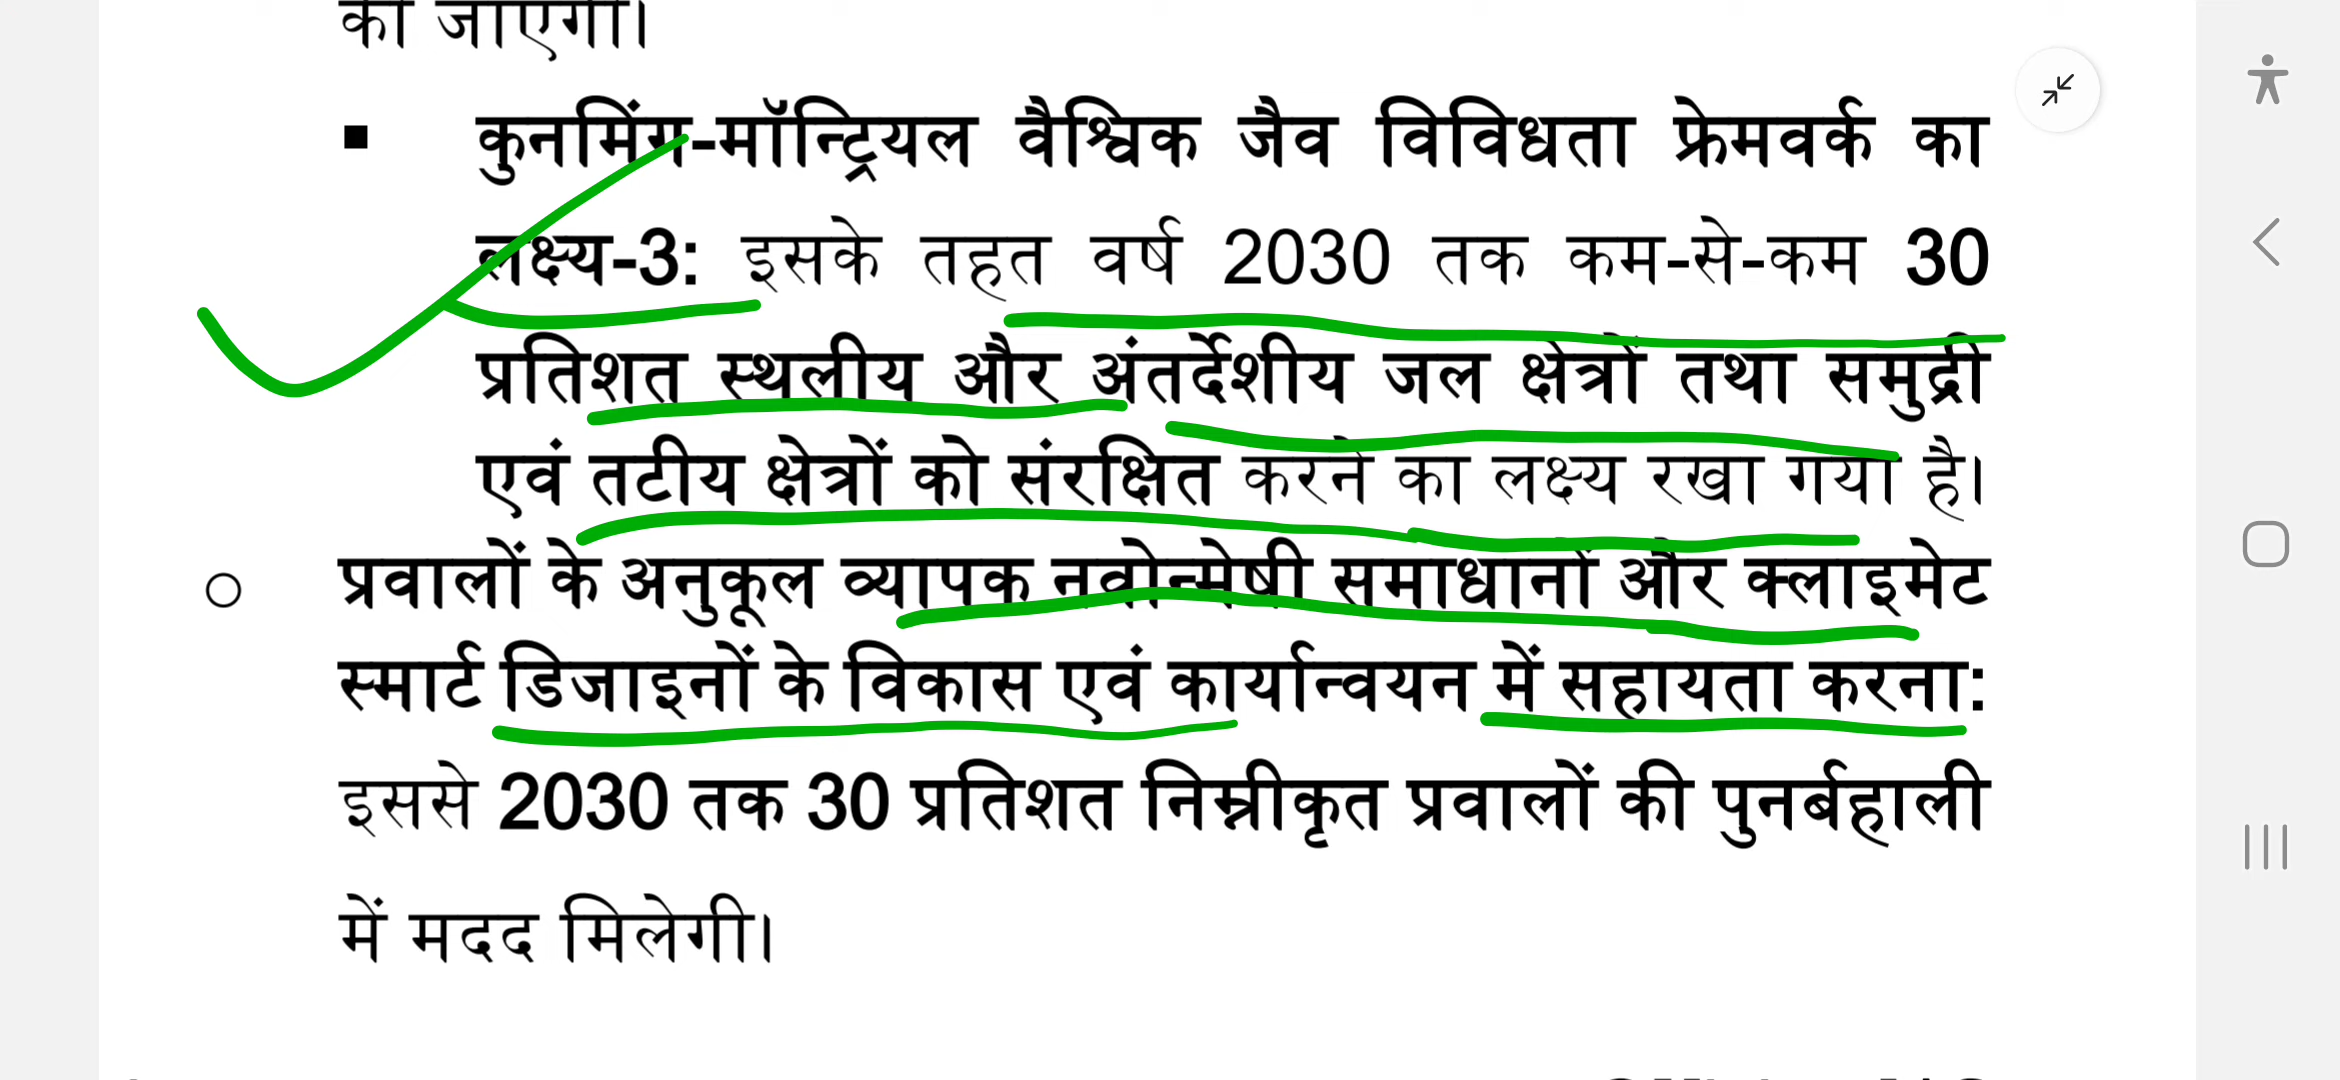 की जाएगी।
▪ कुनमिंग-मॉन्ट्रियल वैश्विक जैव विविधता फ्रेमवर्क का
लक्ष्य-3: इसके तहत वर्ष 2030 तक कम-से-कम 30
प्रतिशत स्थलीय और अंतर्देशीय जल क्षेत्रों तथा समुद्री
एवं तटीय क्षेत्रों को संरक्षित करने का लक्ष्य रखा गया है।
○ प्रवालों के अनुकूल व्यापक नवोन्मेषी समाधानों और क्लाइमेट
स्मार्ट डिजाइनों के विकास एवं कार्यान्वयन में सहायता करना:
इससे 2030 तक 30 प्रतिशत निम्नीकृत प्रवालों की पुनर्बहाली
में मदद मिलेगी।